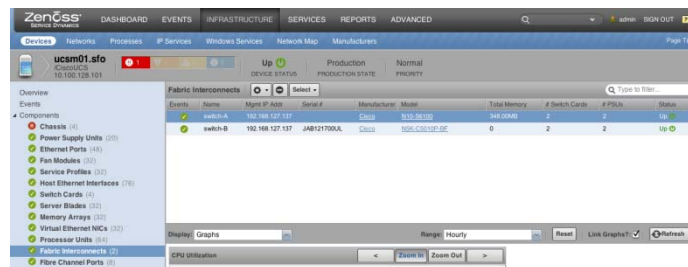 Zenoss
SERVICE DYNAMICS
DASHBOARD EVENTS INFRASTRUCTURE SERVICES REPORTS ADVANCED admin SIGN OUT
Devices Networks Processes IP Services Windows Services Network Map Manufacturers Page
ucsm01.sfo
/CiscoUCS
10.100.128.101
1
Up
DEVICE STATUS
Production
PRODUCTION STATE
Normal
PRIORITY
Overview
Events
Components
Chassis (4)
Power Supply Units (20)
Ethernet Ports (48)
Fan Modules (32)
Service Profiles (32)
Host Ethernet Interfaces (76)
Switch Cards (4)
Server Blades (32)
Memory Arrays (32)
Virtual Ethernet NICs (32)
Processor Units (64)
Fabric Interconnects (2)
Fibre Channel Ports (8)
Fabric Interconnects Select Type to filter...
Events Name Mgmt IP Addr Serial # Manufacturer Model Total Memory # Switch Cards # PSUs Status
switch-A 192.168.127.137 Cisco N10-S6100 348.00MB 2 2 Up
switch-B 192.168.127.137 JAB121700UL Cisco N5K-C5010P-BF 0 2 2 Up
Display: Graphs Range: Hourly Reset Link Graphs?: Refresh
CPU Utilization < Zoom In Zoom Out >